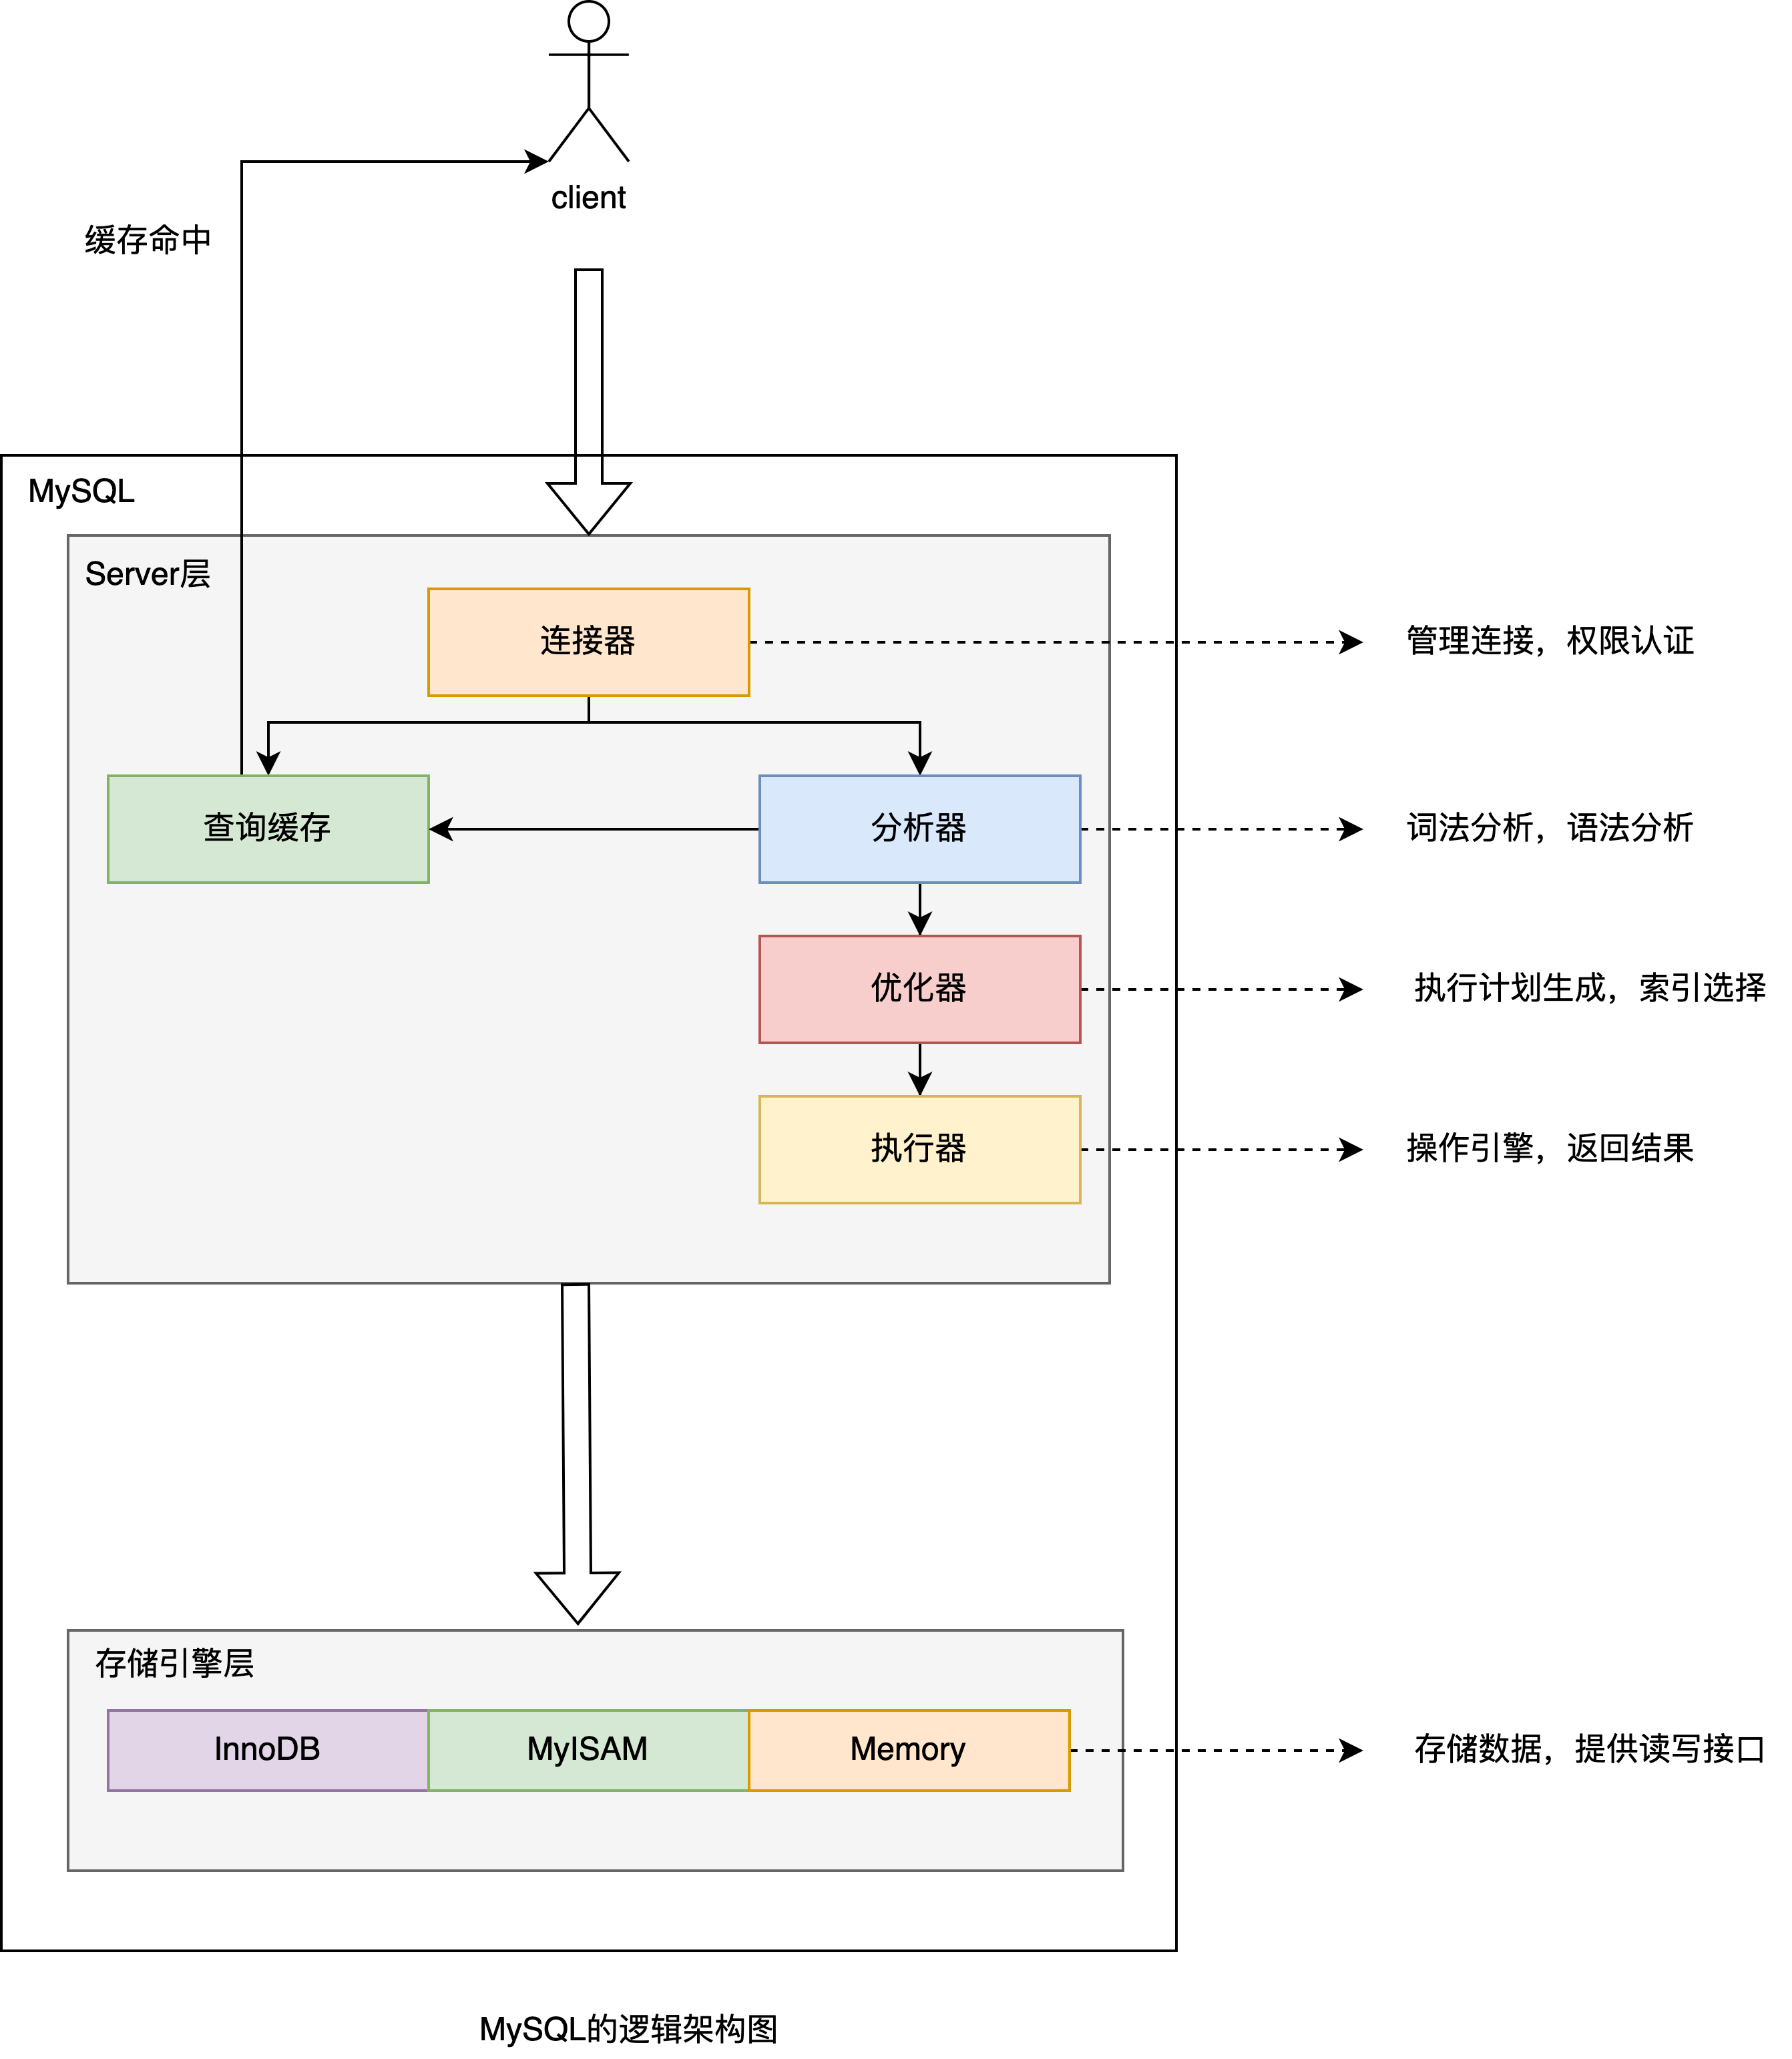 client
缓存命中
MySQL
Server层
连接器
管理连接，权限认证
查询缓存
分析器
词法分析，语法分析
优化器
执行计划生成，索引选择
执行器
操作引擎，返回结果
存储引擎层
InnoDB
MyISAM
Memory
存储数据，提供读写接口
MySQL的逻辑架构图